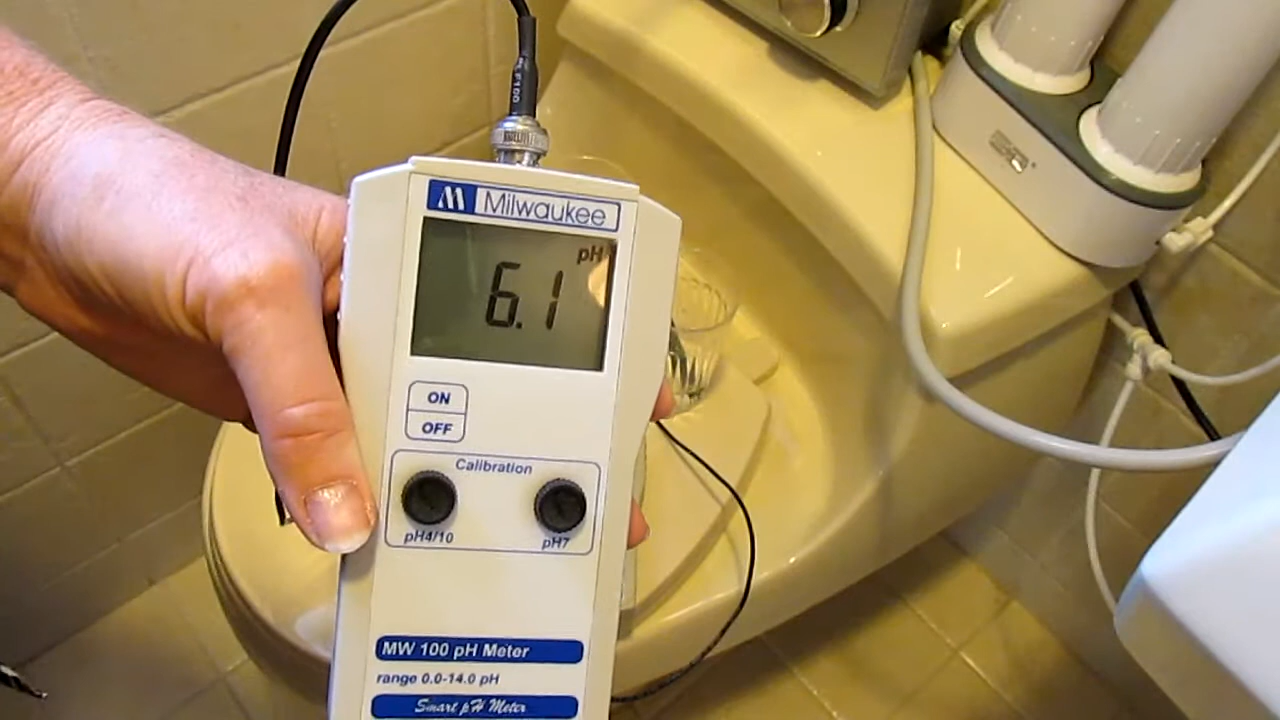 Milwaukee
pH
6.1
ON
OFF
Calibration
pH4/10
pH7
MW 100 pH Meter
range 0.0-14.0 pH
Smart pH Meter